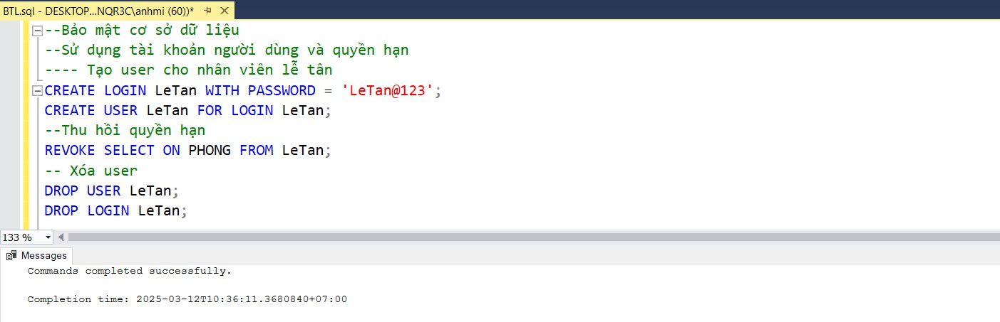 BTL.sql - DESKTOP...NQR3C\anhmi (60))*
--Bảo mật cơ sở dữ liệu
--Sử dụng tài khoản người dùng và quyền hạn
---- Tạo user cho nhân viên lễ tân
CREATE LOGIN LeTan WITH PASSWORD = 'LeTan@123';
CREATE USER LeTan FOR LOGIN LeTan;
--Thu hồi quyền hạn
REVOKE SELECT ON PHONG FROM LeTan;
-- Xóa user
DROP USER LeTan;
DROP LOGIN LeTan;
133 %
Messages
Commands completed successfully.
Completion time: 2025-03-12T10:36:11.3680840+07:00